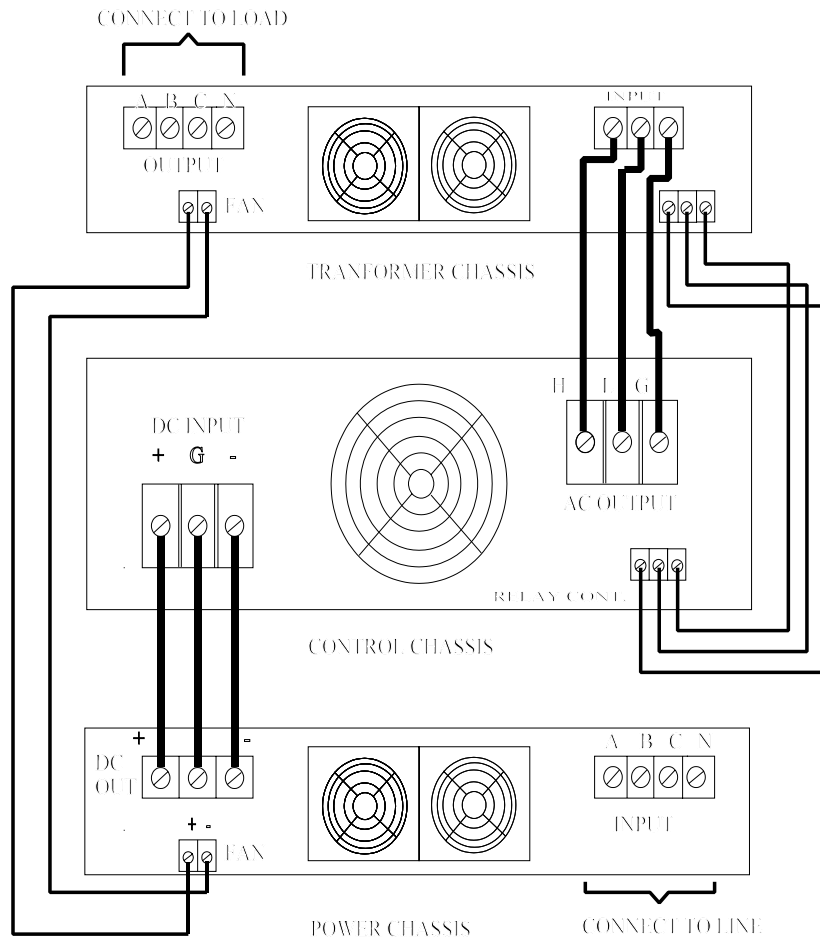 CONNECT TO LOAD
A B C N
OUTPUT
FAN
INPUT
TRANFORMER CHASSIS
DC INPUT
+ G -
H L G
AC OUTPUT
RELAY CONT.
CONTROL CHASSIS
+ -
DC
OUT
+ -
FAN
A B C N
INPUT
POWER CHASSIS
CONNECT TO LINE